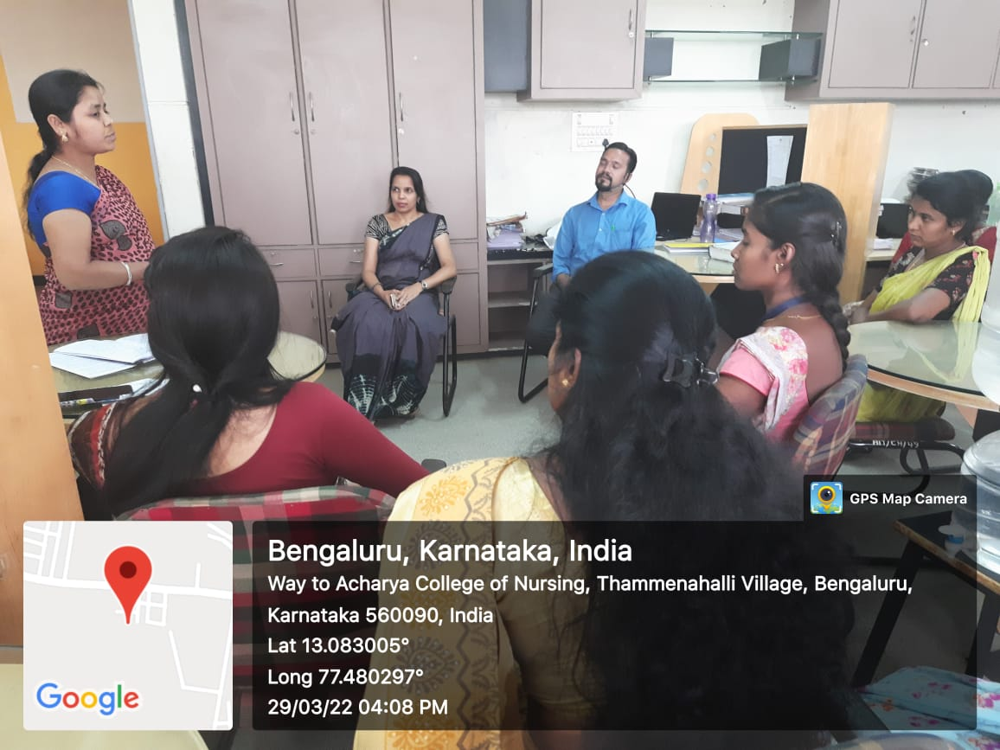 GPS Map Camera
Bengaluru, Karnataka, India
Way to Acharya College of Nursing, Thammenahalli Village, Bengaluru,
Karnataka 560090, India
Lat 13.083005°
Long 77.480297°
29/03/22 04:08 PM
Google